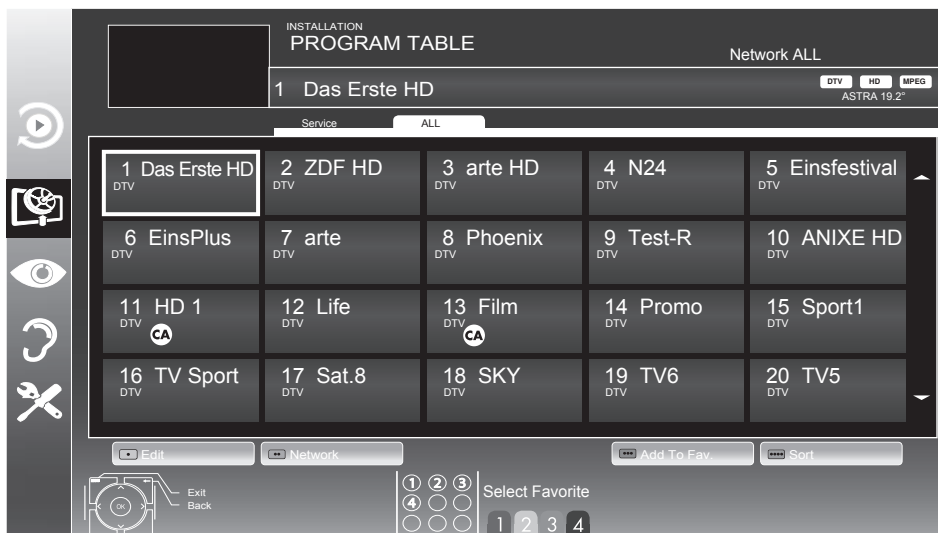 INSTALLATION
PROGRAM TABLE
Network ALL
1 Das Erste HD
DTV HD MPEG
ASTRA 19.2°
Service ALL
1 Das Erste HD
DTV
2 ZDF HD
DTV
3 arte HD
DTV
4 N24
DTV
5 Einsfestival
DTV
6 EinsPlus
DTV
7 arte
DTV
8 Phoenix
DTV
9 Test-R
DTV
10 ANIXE HD
DTV
11 HD 1
DTV
CA
12 Life
DTV
13 Film
DTV
CA
14 Promo
DTV
15 Sport1
DTV
16 TV Sport
DTV
17 Sat.8
DTV
18 SKY
DTV
19 TV6
DTV
20 TV5
DTV
Edit
Network
Add To Fav.
Sort
OK
Exit
Back
1 2 3
4
Select Favorite
1 2 3 4